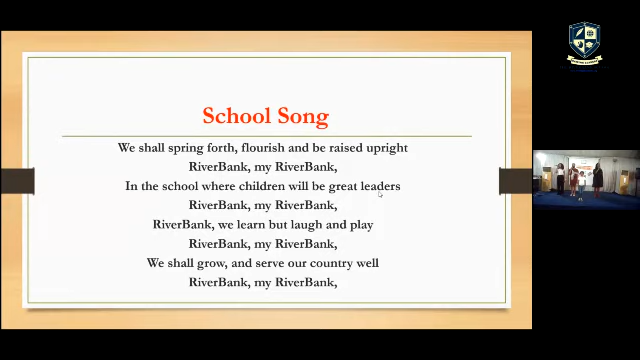 School Song
We shall spring forth, flourish and be raised upright
RiverBank, my RiverBank,
In the school where children will be great leaders
RiverBank, my RiverBank,
RiverBank, we learn but laugh and play
RiverBank, my RiverBank,
We shall grow, and serve our country well
RiverBank, my RiverBank,